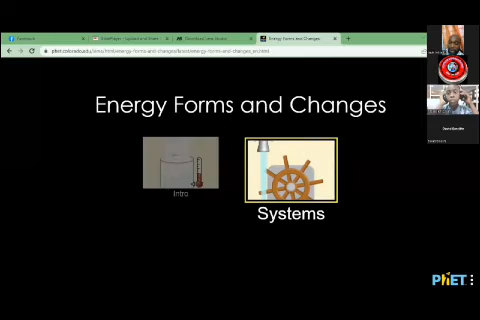 Facebook
Energy Forms and Changes
phet.colorado.edu/sims/html/energy-forms-and-changes/latest/energy-forms-and-changes_en.html
Energy Forms and Changes
Intro
Systems
PhET